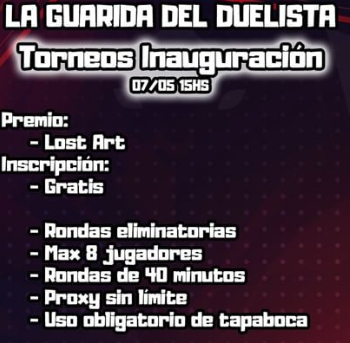 LA GUARIDA DEL DUELISTA
Torneos Inauguración
07/05 15HS
Premio:
- Lost Art
Inscripción:
- Gratis
- Rondas eliminatorias
- Max 8 jugadores
- Rondas de 40 minutos
- Proxy sin límite
- Uso obligatorio de tapaboca